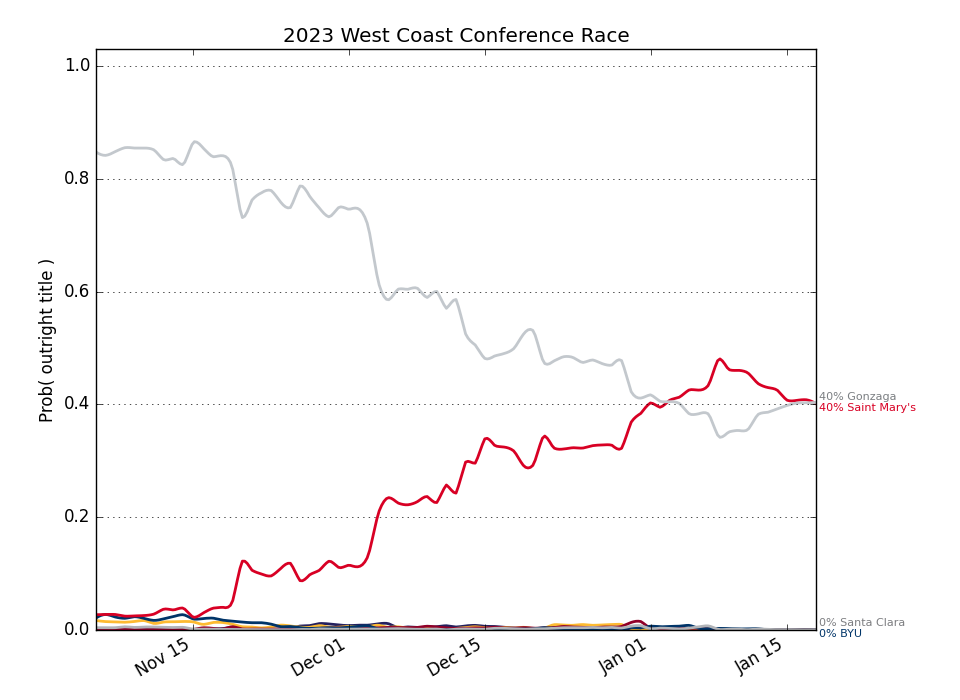 2023 West Coast Conference Race
Prob( outright title )
1.0
0.8
0.6
0.4
0.2
0.0
Nov 15
Dec 01
Dec 15
Jan 01
Jan 15
40% Gonzaga
40% Saint Mary's
0% Santa Clara
0% BYU